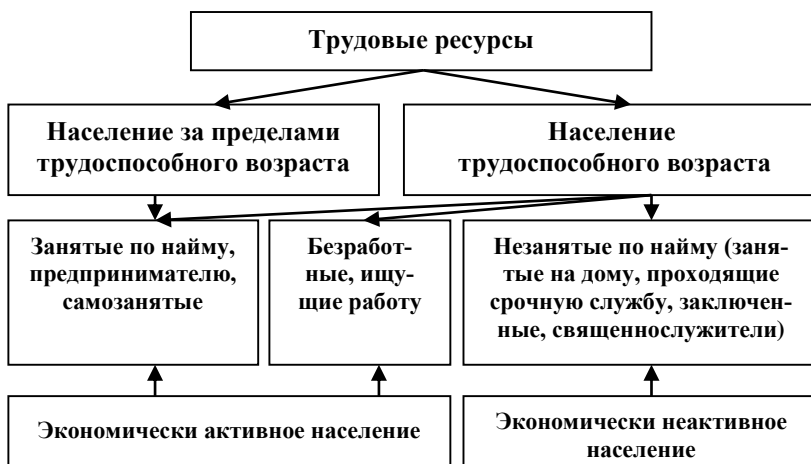 Трудовые ресурсы
Население за пределами
трудоспособного возраста
Население
трудоспособного возраста
Занятые по найму,
предпринимателю,
самозанятые
Безработ-
ные, ищу-
щие работу
Незанятые по найму (заня-
тые на дому, проходящие
срочную службу, заключен-
ные, священнослужители)
Экономически активное население
Экономически неактивное
население